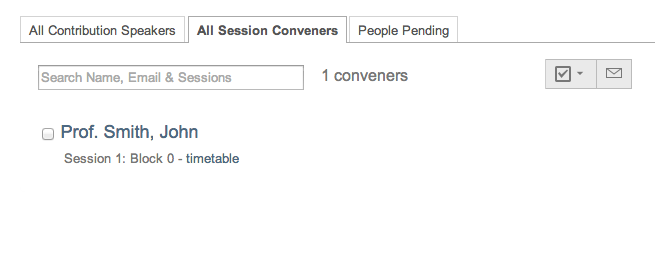 All Contribution Speakers All Session Conveners People Pending
Search Name, Email & Sessions 1 conveners
Prof. Smith, John
Session 1: Block 0 - timetable